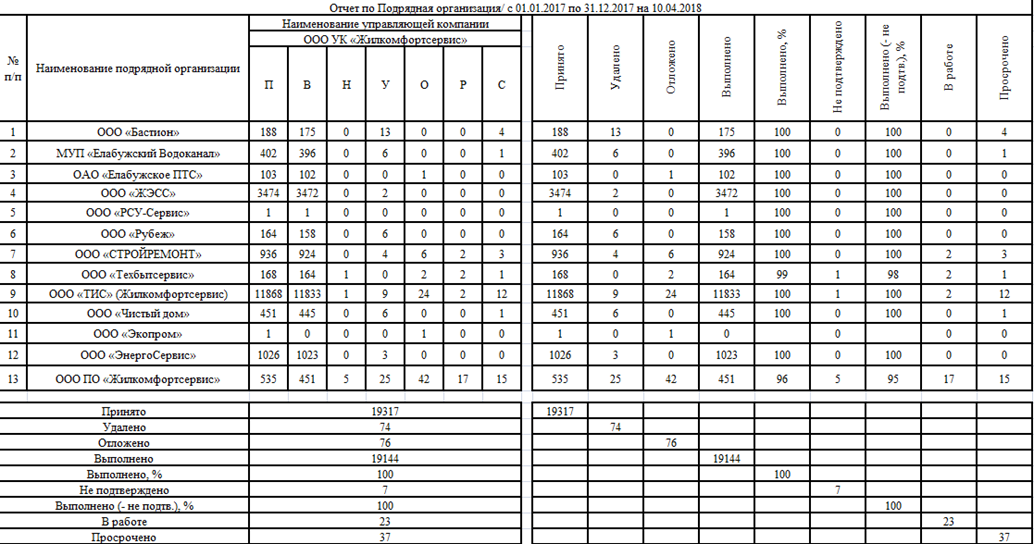 Отчет по Подрядная организация/ с 01.01.2017 по 31.12.2017 на 10.04.2018
Наименование управляющей компании
ООО УК «Жилкомфортсервис»
№ п/п Наименование подрядной организации П В Н У О Р С Принято Удалено Отложено Выполнено Выполнено, % Не подтверждено Выполнено (- не подтв.), % В работе Просрочено
1 ООО «Бастион» 188 175 0 13 0 0 4 188 13 0 175 100 0 100 0 4
2 МУП «Елабужский Водоканал» 402 396 0 6 0 0 1 402 6 0 396 100 0 100 0 1
3 ОАО «Елабужское ПТС» 103 102 0 0 1 0 0 103 0 1 102 100 0 100 0 0
4 ООО «ЖЭСС» 3474 3472 0 2 0 0 0 3474 2 0 3472 100 0 100 0 0
5 ООО «РСУ-Сервис» 1 1 0 0 0 0 0 1 0 0 1 100 0 100 0 0
6 ООО «Рубеж» 164 158 0 6 0 0 0 164 6 0 158 100 0 100 0 0
7 ООО «СТРОЙРЕМОНТ» 936 924 0 4 6 2 3 936 4 6 924 100 0 100 2 3
8 ООО «Техбытсервис» 168 164 1 0 2 2 1 168 0 2 164 99 1 98 2 1
9 ООО «ТИС» (Жилкомфортсервис) 11868 11833 1 9 24 2 12 11868 9 24 11833 100 1 100 2 12
10 ООО «Чистый дом» 451 445 0 6 0 0 1 451 6 0 445 100 0 100 0 1
11 ООО «Экопром» 1 0 0 0 1 0 0 1 0 1 0 0 0 0
12 ООО «ЭнергоСервис» 1026 1023 0 3 0 0 0 1026 3 0 1023 100 0 100 0 0
13 ООО ПО «Жилкомфортсервис» 535 451 5 25 42 17 15 535 25 42 451 96 5 95 17 15
Принято 19317 19317
Удалено 74 74
Отложено 76 76
Выполнено 19144 19144
Выполнено, % 100 100
Не подтверждено 7 7
Выполнено (- не подтв.), % 100 100
В работе 23 23
Просрочено 37 37